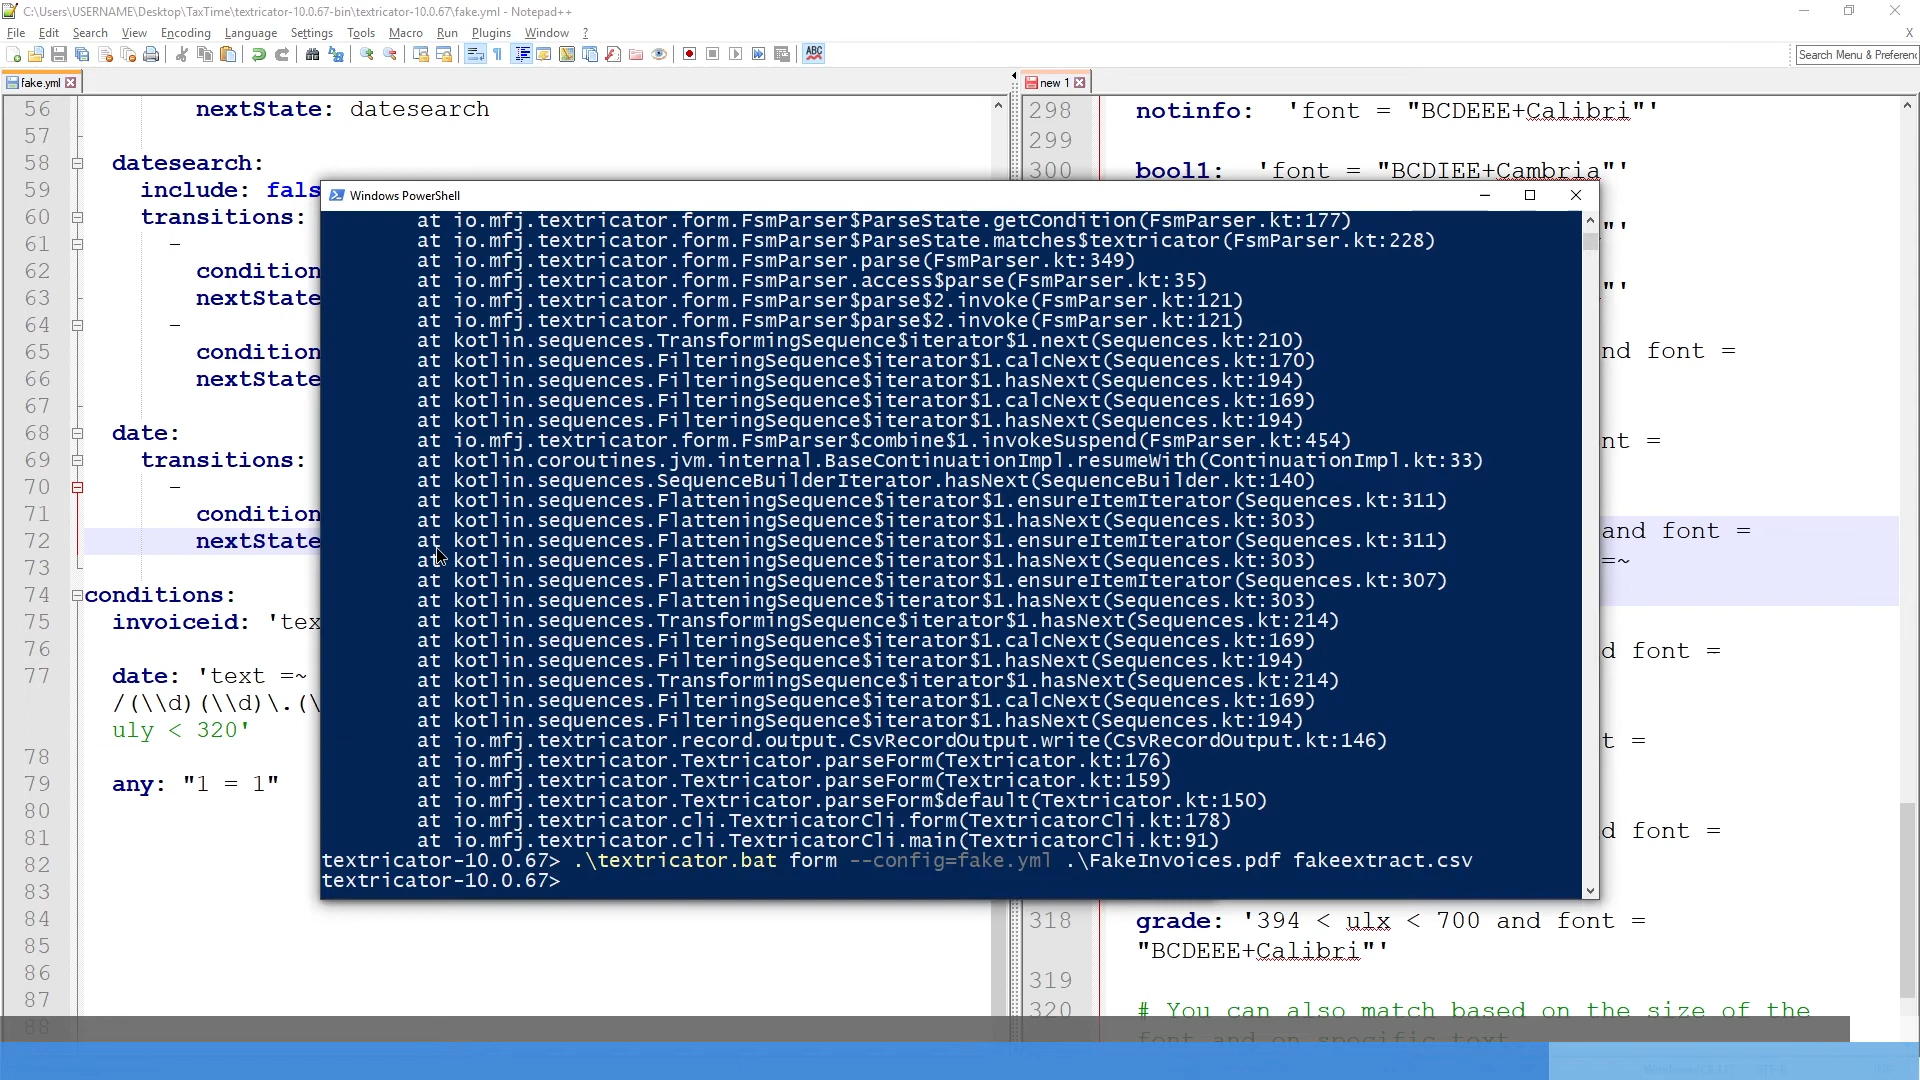 C:\Users\USERNAME\Desktop\TaxTime\textricator-10.0.67-bin\textricator-10.0.67\fake.yml - Notepad++
File Edit Search View Encoding Language Settings Tools Macro Run Plugins Window ? X
ABC
Search Menu & Preferenc
fake.yml
new 1
56 nextState: datesearch
57
58 datesearch:
59 include: fals
60 transitions:
61 -
62 condition
63 nextState
64 -
65 condition
66 nextState
67
68 date:
69 transitions:
70 -
71 condition
72 nextState
73
74 conditions:
75 invoiceid: 'tex
76
77 date: 'text =~
/(\\d)(\\d)\.(\
uly < 320'
78
79 any: "1 = 1"
80
81
82
83
84
85
86
87
88
Windows PowerShell
at io.mfj.textricator.form.FsmParser$ParseState.getCondition(FsmParser.kt:177)
at io.mfj.textricator.form.FsmParser$ParseState.matches$textricator(FsmParser.kt:228)
at io.mfj.textricator.form.FsmParser.parse(FsmParser.kt:349)
at io.mfj.textricator.form.FsmParser.access$parse(FsmParser.kt:35)
at io.mfj.textricator.form.FsmParser$parse$2.invoke(FsmParser.kt:121)
at io.mfj.textricator.form.FsmParser$parse$2.invoke(FsmParser.kt:121)
at kotlin.sequences.TransformingSequence$iterator$1.next(Sequences.kt:210)
at kotlin.sequences.FilteringSequence$iterator$1.calcNext(Sequences.kt:170)
at kotlin.sequences.FilteringSequence$iterator$1.hasNext(Sequences.kt:194)
at kotlin.sequences.FilteringSequence$iterator$1.calcNext(Sequences.kt:169)
at kotlin.sequences.FilteringSequence$iterator$1.hasNext(Sequences.kt:194)
at io.mfj.textricator.form.FsmParser$combine$1.invokeSuspend(FsmParser.kt:454)
at kotlin.coroutines.jvm.internal.BaseContinuationImpl.resumeWith(ContinuationImpl.kt:33)
at kotlin.sequences.SequenceBuilderIterator.hasNext(SequenceBuilder.kt:140)
at kotlin.sequences.FlatteningSequence$iterator$1.ensureItemIterator(Sequences.kt:311)
at kotlin.sequences.FlatteningSequence$iterator$1.hasNext(Sequences.kt:303)
at kotlin.sequences.FlatteningSequence$iterator$1.ensureItemIterator(Sequences.kt:311)
at kotlin.sequences.FlatteningSequence$iterator$1.hasNext(Sequences.kt:303)
at kotlin.sequences.FlatteningSequence$iterator$1.ensureItemIterator(Sequences.kt:307)
at kotlin.sequences.FlatteningSequence$iterator$1.hasNext(Sequences.kt:303)
at kotlin.sequences.TransformingSequence$iterator$1.hasNext(Sequences.kt:214)
at kotlin.sequences.FilteringSequence$iterator$1.calcNext(Sequences.kt:169)
at kotlin.sequences.FilteringSequence$iterator$1.hasNext(Sequences.kt:194)
at kotlin.sequences.TransformingSequence$iterator$1.hasNext(Sequences.kt:214)
at kotlin.sequences.FilteringSequence$iterator$1.calcNext(Sequences.kt:169)
at kotlin.sequences.FilteringSequence$iterator$1.hasNext(Sequences.kt:194)
at io.mfj.textricator.record.output.CsvRecordOutput.write(CsvRecordOutput.kt:146)
at io.mfj.textricator.Textricator.parseForm(Textricator.kt:176)
at io.mfj.textricator.Textricator.parseForm(Textricator.kt:159)
at io.mfj.textricator.Textricator.parseForm$default(Textricator.kt:150)
at io.mfj.textricator.cli.TextricatorCli.form(TextricatorCli.kt:178)
at io.mfj.textricator.cli.TextricatorCli.main(TextricatorCli.kt:91)
textricator-10.0.67> .\textricator.bat form --config=fake.yml .\FakeInvoices.pdf fakeextract.csv
textricator-10.0.67>
298 notinfo: 'font = "BCDEEE+Calibri"'
299
300 bool1: 'font = "BCDIEE+Cambria"'
"'
"'
nd font =
nt =
and font =
=~
d font =
t =
d font =
318 grade: '394 < ulx < 700 and font =
"BCDEEE+Calibri"'
319
320 # You can also match based on the size of the
font and on specific text